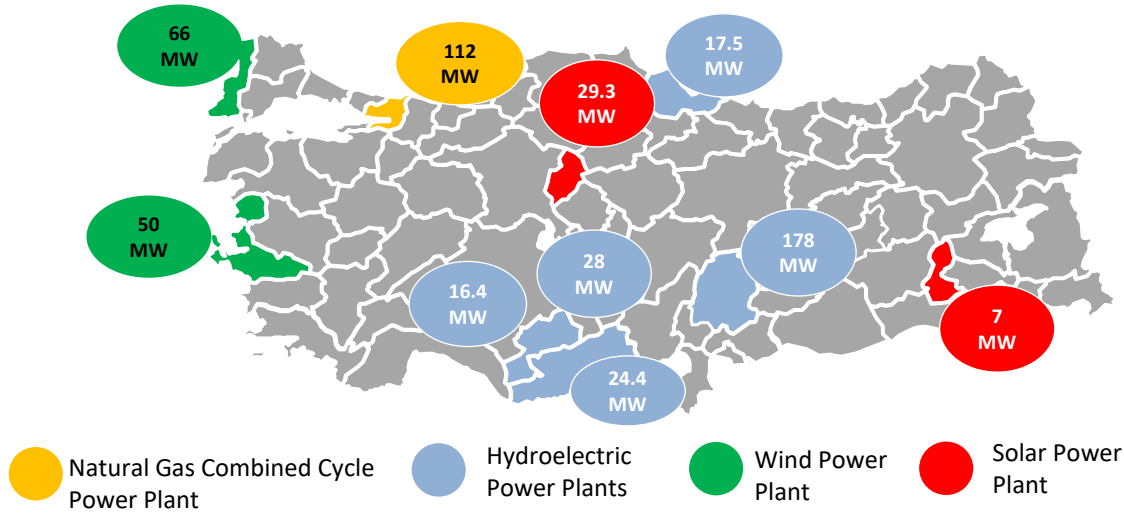 66
MW
112
MW
17.5
MW
29.3
MW
50
MW
178
MW
28
MW
16.4
MW
7
MW
24.4
MW
Natural Gas Combined Cycle
Power Plant
Hydroelectric
Power Plants
Wind Power
Plant
Solar Power
Plant